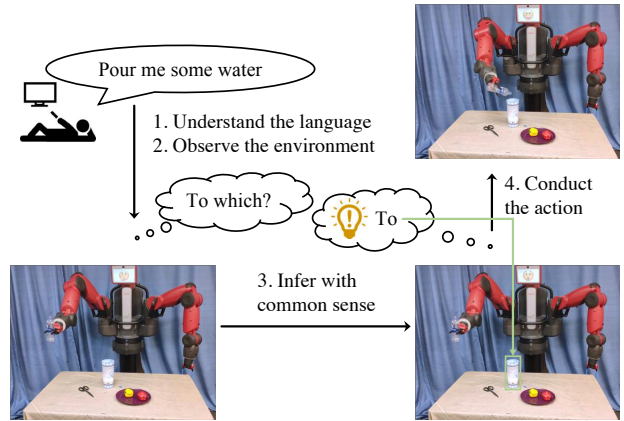 Pour me some water
1. Understand the language
2. Observe the environment
To which?
To
4. Conduct
the action
3. Infer with
common sense